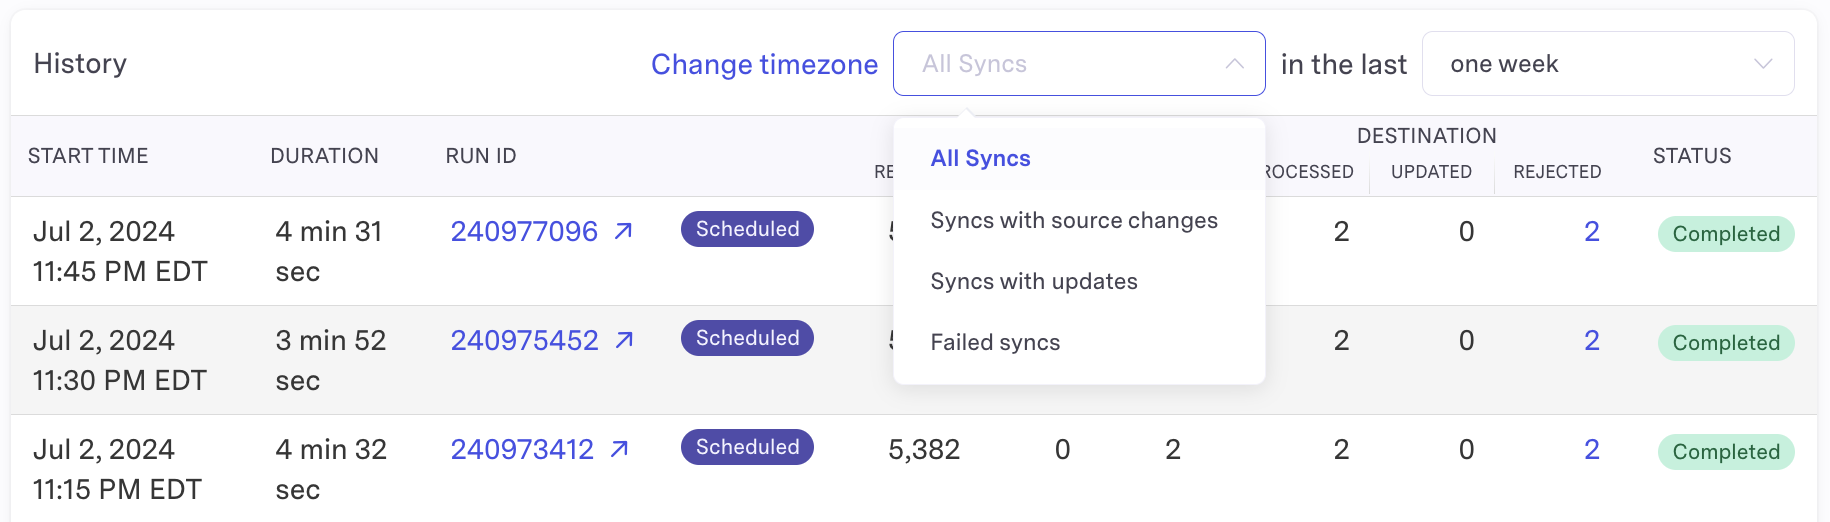 History
Change timezone
All Syncs
in the last
one week
START TIME
DURATION
RUN ID
DESTINATION
UPDATED
REJECTED
STATUS
All Syncs
Syncs with source changes
Syncs with updates
Failed syncs
Jul 2, 2024
11:45 PM EDT
4 min 31
sec
240977096
Scheduled
2
0
2
Completed
Jul 2, 2024
11:30 PM EDT
3 min 52
sec
240975452
Scheduled
2
0
2
Completed
Jul 2, 2024
11:15 PM EDT
4 min 32
sec
240973412
Scheduled
5,382
0
2
2
0
2
Completed